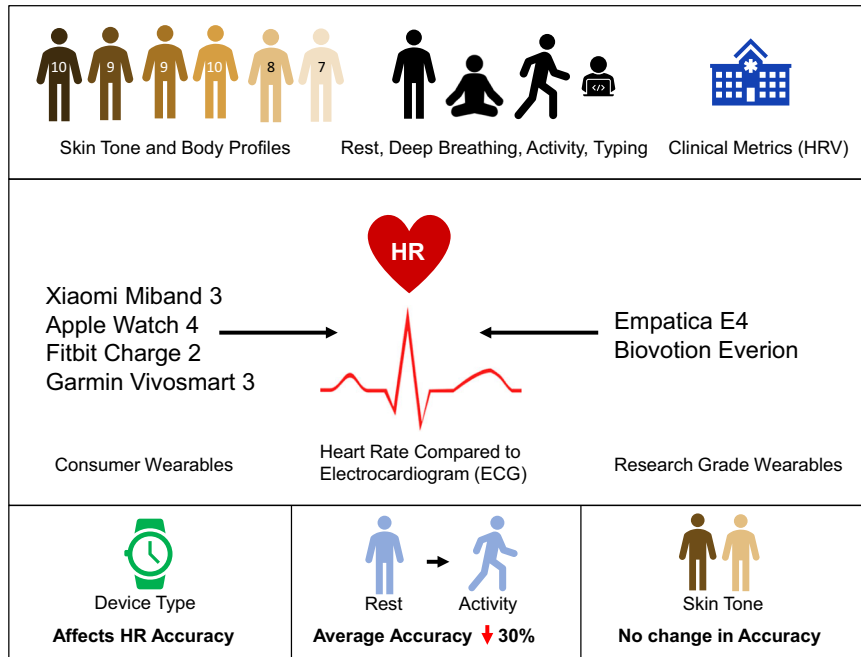 10 9 9 10 8 7
</>
Skin Tone and Body Profiles
Rest, Deep Breathing, Activity, Typing
Clinical Metrics (HRV)
HR
Xiaomi Miband 3
Apple Watch 4
Fitbit Charge 2
Garmin Vivosmart 3
Empatica E4
Biovotion Everion
Consumer Wearables
Heart Rate Compared to
Electrocardiogram (ECG)
Research Grade Wearables
Device Type
Affects HR Accuracy
Rest
Activity
Average Accuracy 30%
Skin Tone
No change in Accuracy